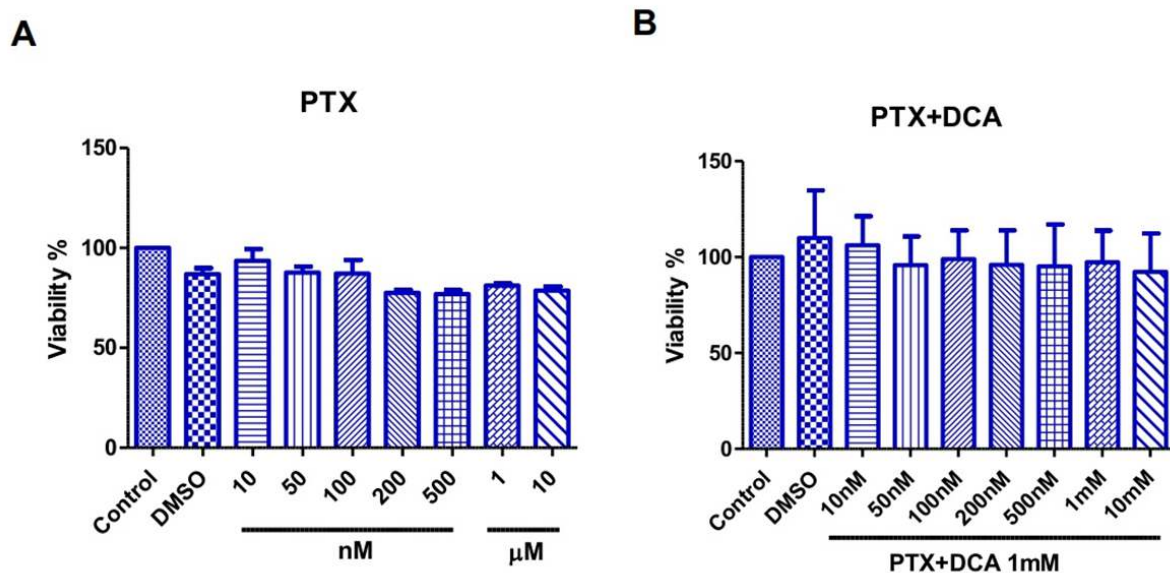 A
PTX
Viability %
150
100
50
0
Control
DMSO
10
50
100
200
500
1
10
nM
μM
B
PTX+DCA
Viability %
150
100
50
0
Control
DMSO
10nM
50nM
100nM
200nM
500nM
1mM
10mM
PTX+DCA 1mM